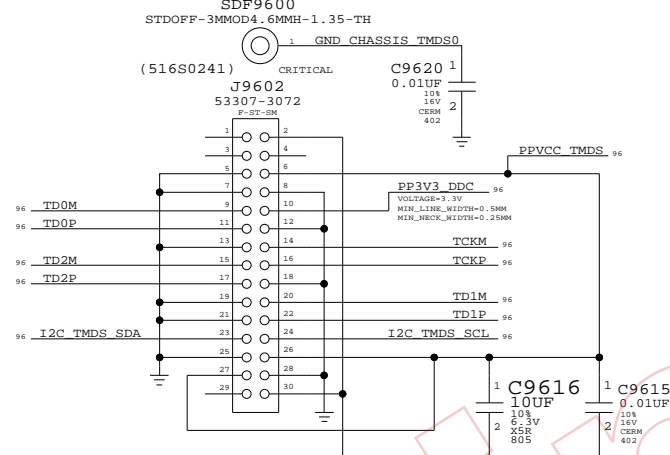 SDF9600
STDOFF-3MMOD4.6MMH-1.35-TH
1 GND_CHASSIS_TMDS0
(516S0241) CRITICAL
C9620 1
0.01UF
10%
16V 2
CERM
402
J9602
53307-3072
F-ST-SM
1 2
3 4
5 6
PPVCC_TMDS 96
7 8
PP3V3_DDC 96
VOLTAGE=3.3V
MIN_LINE_WIDTH=0.5MM
MIN_NECK_WIDTH=0.25MM
96 TD0M 9 10
96 TD0P 11 12
13 14 TCKM 96
96 TD2M 15 16 TCKP 96
96 TD2P 17 18
19 20 TD1M 96
21 22 TD1P 96
96 I2C_TMDS_SDA 23 24 I2C_TMDS_SCL 96
25 26
27 28
29 30
1 C9616
10UF
10%
2 6.3V
X5R
805
1 C9615
0.01UF
10%
2 16V
CERM
402